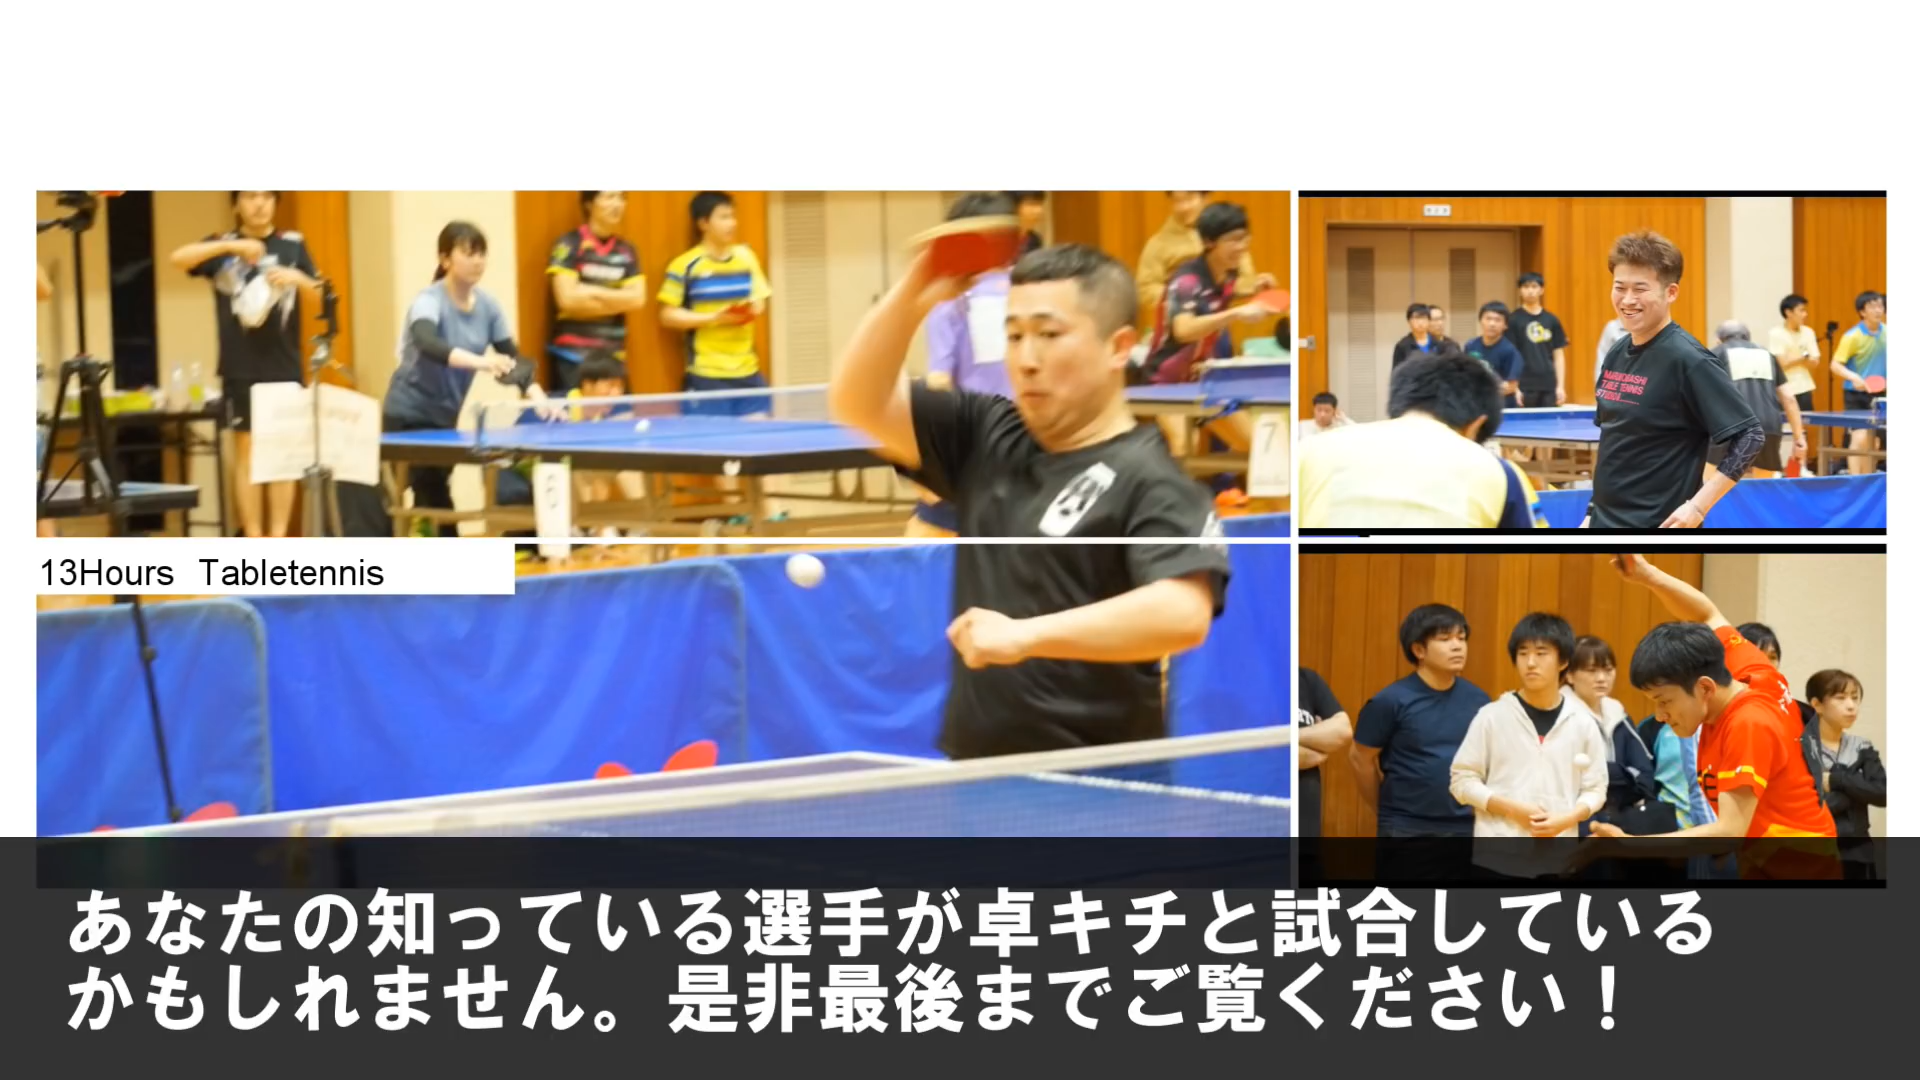 13Hours Tabletennis
7
あなたの知っている選手が卓キチと試合している
かもしれません。是非最後までご覧ください！